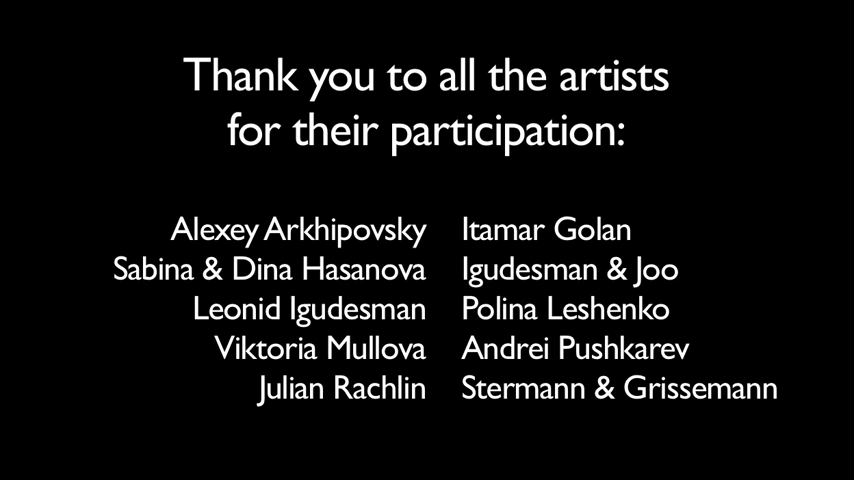 Thank you to all the artists
for their participation:
Alexey Arkhipovsky Itamar Golan
Sabina & Dina Hasanova Igudesman & Joo
Leonid Igudesman Polina Leshenko
Viktoria Mullova Andrei Pushkarev
Julian Rachlin Stermann & Grissemann